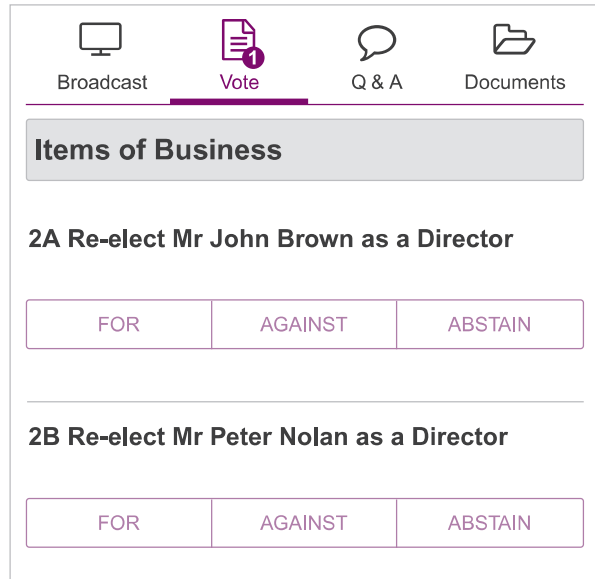 1
Broadcast Vote Q & A Documents
Items of Business
2A Re-elect Mr John Brown as a Director
FOR AGAINST ABSTAIN
2B Re-elect Mr Peter Nolan as a Director
FOR AGAINST ABSTAIN